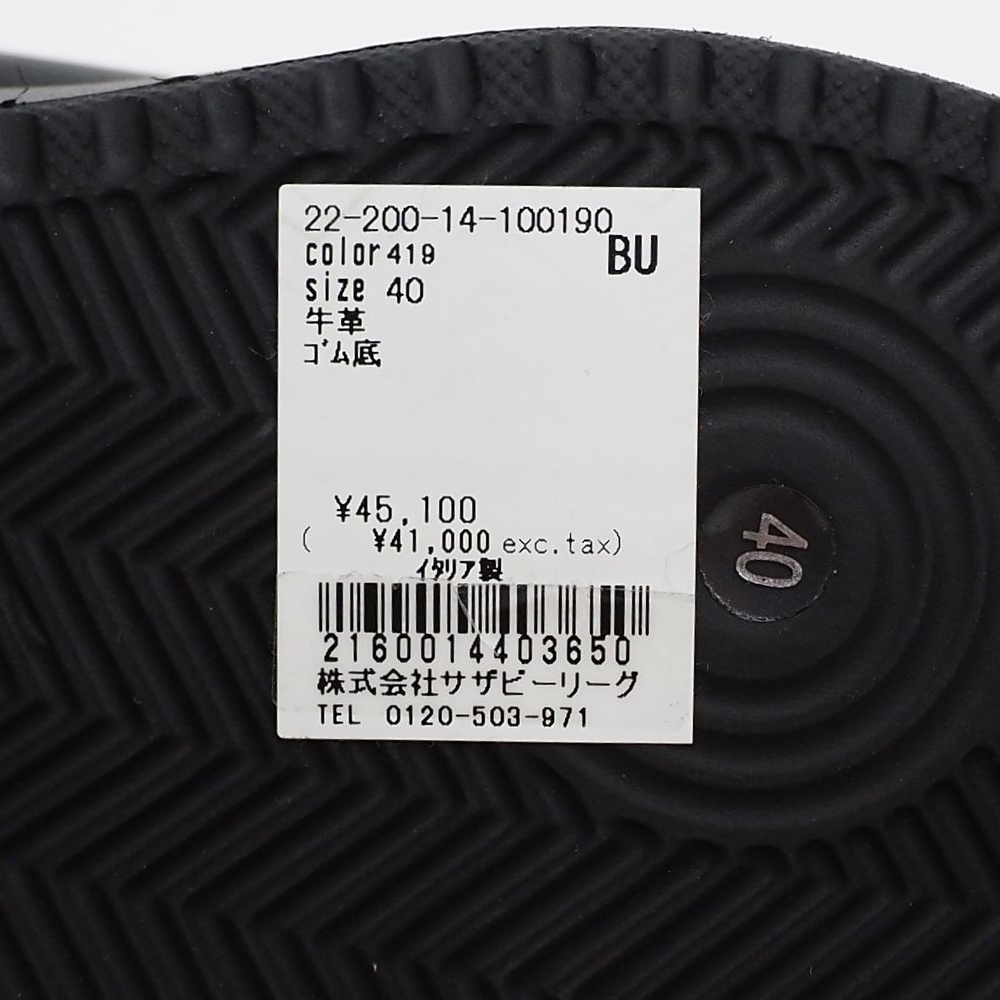 22-200-14-100190
color419
BU
size 40
牛革
ｺﾞﾑ底
¥45,100
( ¥41,000 exc.tax)
ｲﾀﾘｱ製
2160014403650
株式会社サザビーリーグ
TEL 0120-503-971
40